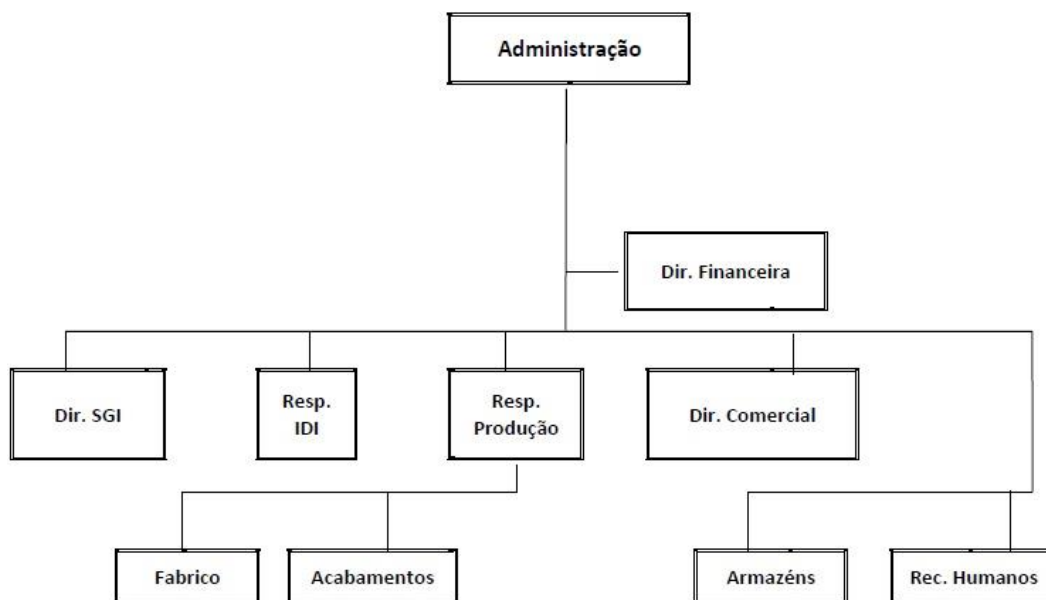 Administração
Dir. Financeira
Dir. SGI
Resp.
IDI
Resp.
Produção
Dir. Comercial
Fabrico
Acabamentos
Armazéns
Rec. Humanos